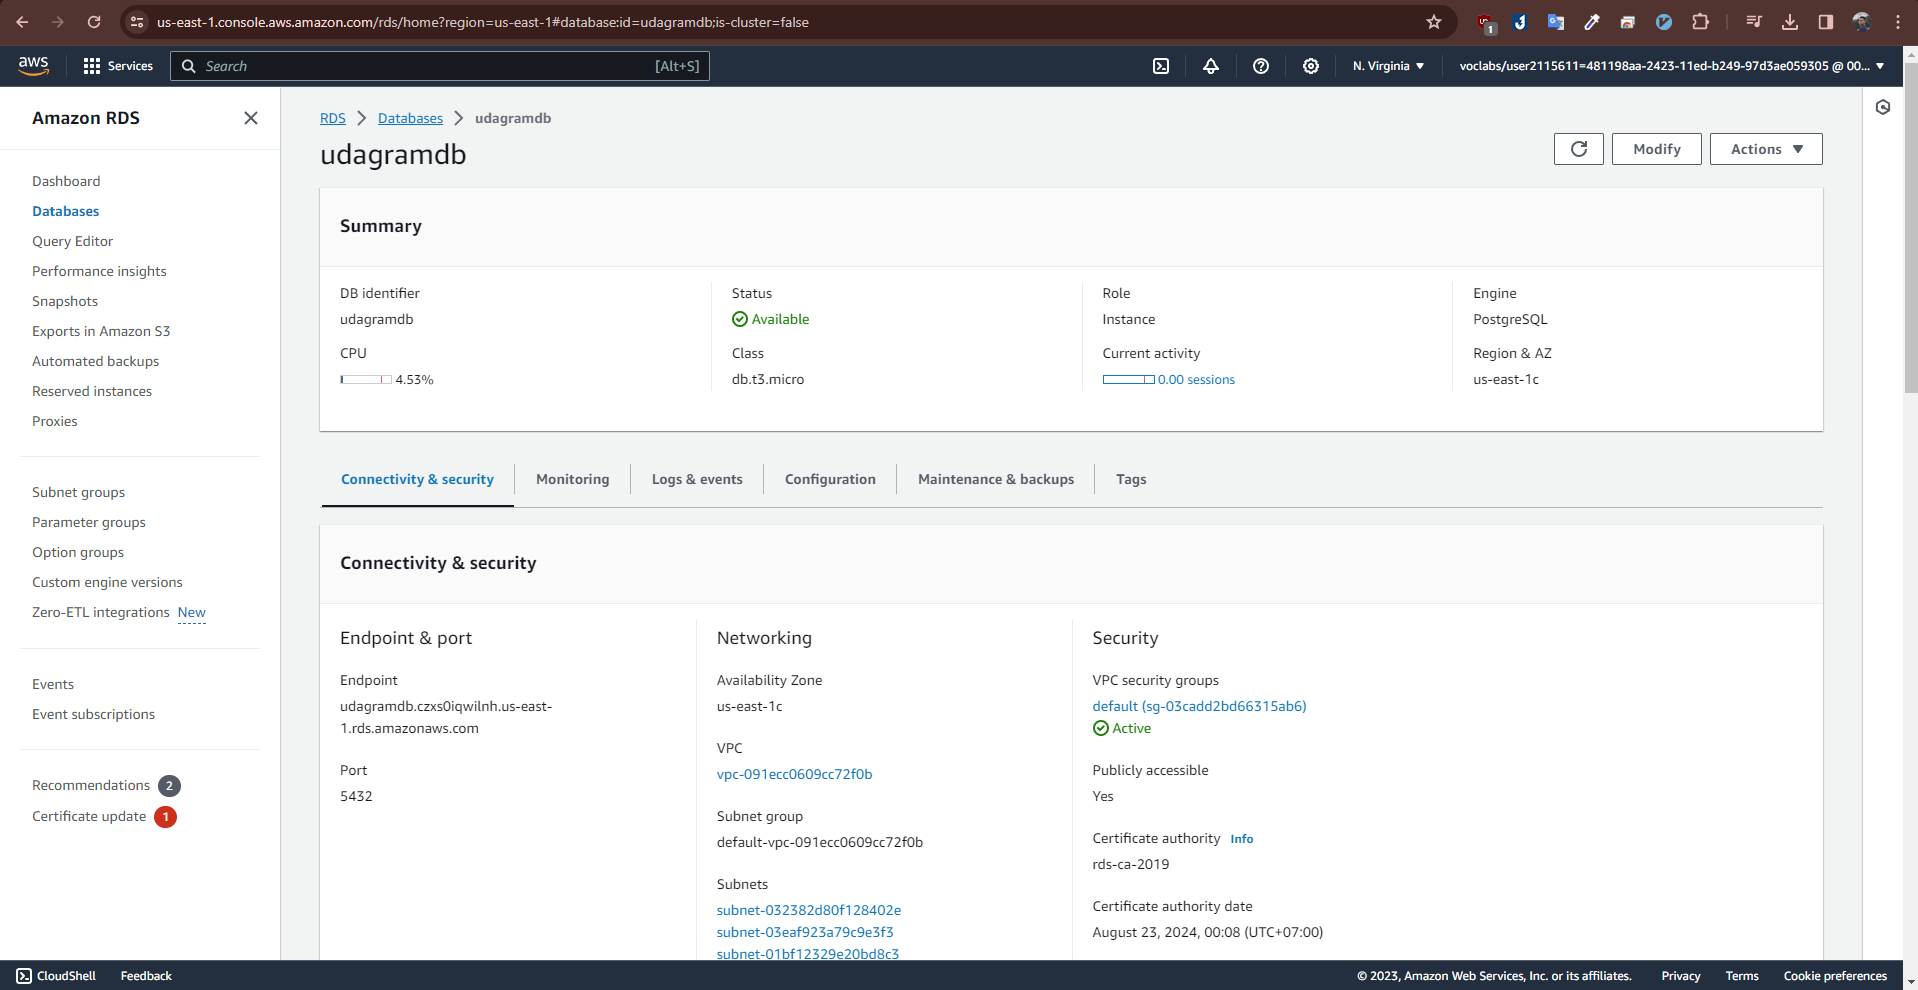 us-east-1.console.aws.amazon.com/rds/home?region=us-east-1#database:id=udagramdb;is-cluster=false
1
aws
Services
Search
[Alt+S]
N. Virginia
voclabs/user2115611=481198aa-2423-11ed-b249-97d3ae059305 @ 00...
Amazon RDS
Dashboard
Databases
Query Editor
Performance insights
Snapshots
Exports in Amazon S3
Automated backups
Reserved instances
Proxies
Subnet groups
Parameter groups
Option groups
Custom engine versions
Zero-ETL integrations New
Events
Event subscriptions
Recommendations 2
Certificate update 1
RDS > Databases > udagramdb
udagramdb
Modify
Actions
Summary
DB identifier
udagramdb
CPU
4.53%
Status
Available
Class
db.t3.micro
Role
Instance
Current activity
0.00 sessions
Engine
PostgreSQL
Region & AZ
us-east-1c
Connectivity & security
Monitoring
Logs & events
Configuration
Maintenance & backups
Tags
Connectivity & security
Endpoint & port
Endpoint
udagramdb.czxs0iqwilnh.us-east-
1.rds.amazonaws.com
Port
5432
Networking
Availability Zone
us-east-1c
VPC
vpc-091ecc0609cc72f0b
Subnet group
default-vpc-091ecc0609cc72f0b
Subnets
subnet-032382d80f128402e
subnet-03eaf923a79c9e3f3
subnet-01bf12329e20bd8c3
Security
VPC security groups
default (sg-03cadd2bd66315ab6)
Active
Publicly accessible
Yes
Certificate authority Info
rds-ca-2019
Certificate authority date
August 23, 2024, 00:08 (UTC+07:00)
CloudShell
Feedback
© 2023, Amazon Web Services, Inc. or its affiliates.
Privacy
Terms
Cookie preferences